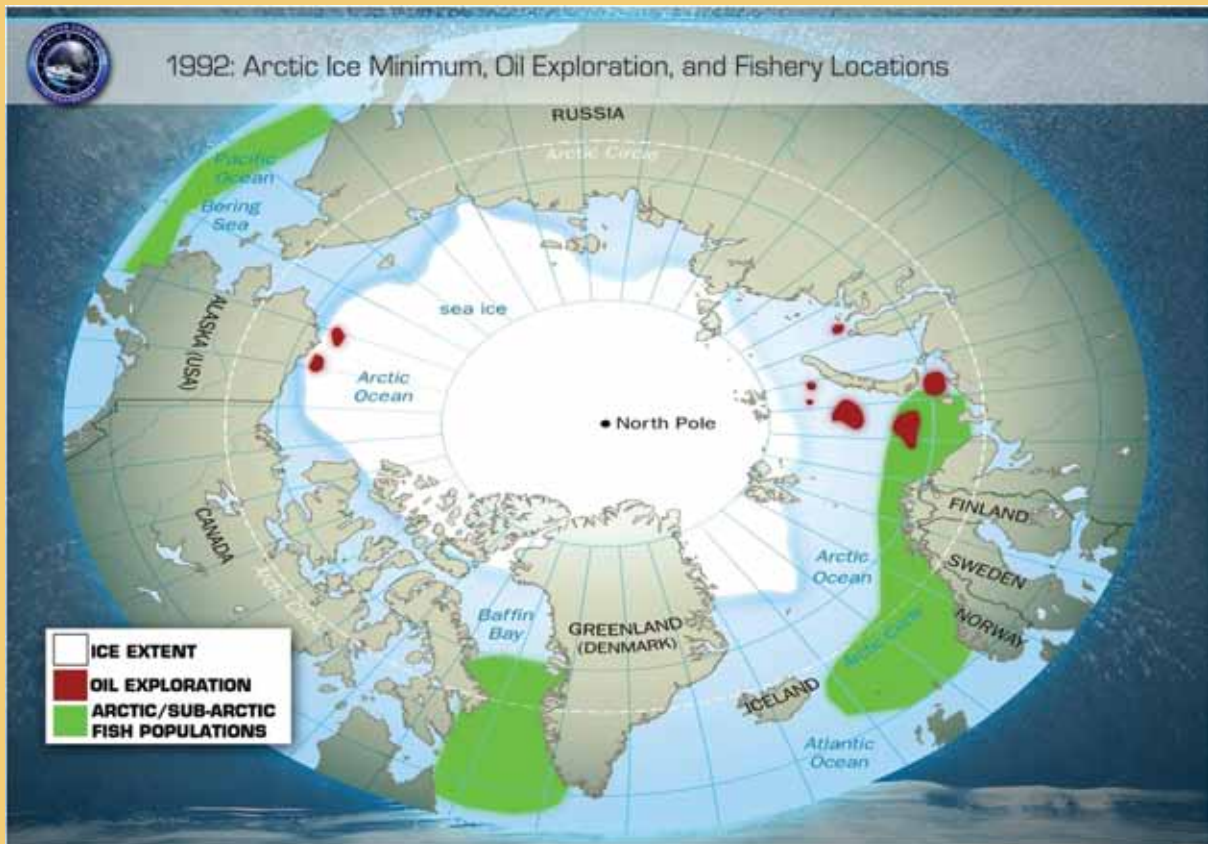 1992: Arctic Ice Minimum, Oil Exploration, and Fishery Locations
RUSSIA
Arctic Circle
Pacific
Ocean
Bering
Sea
sea ice
ALASKA (USA)
Arctic
Ocean
North Pole
CANADA
FINLAND
SWEDEN
NORWAY
Arctic
Ocean
Arctic Circle
Baffin
Bay
GREENLAND
(DENMARK)
Arctic Circle
ICELAND
Atlantic
Ocean
ICE EXTENT
OIL EXPLORATION
ARCTIC/SUB-ARCTIC
FISH POPULATIONS